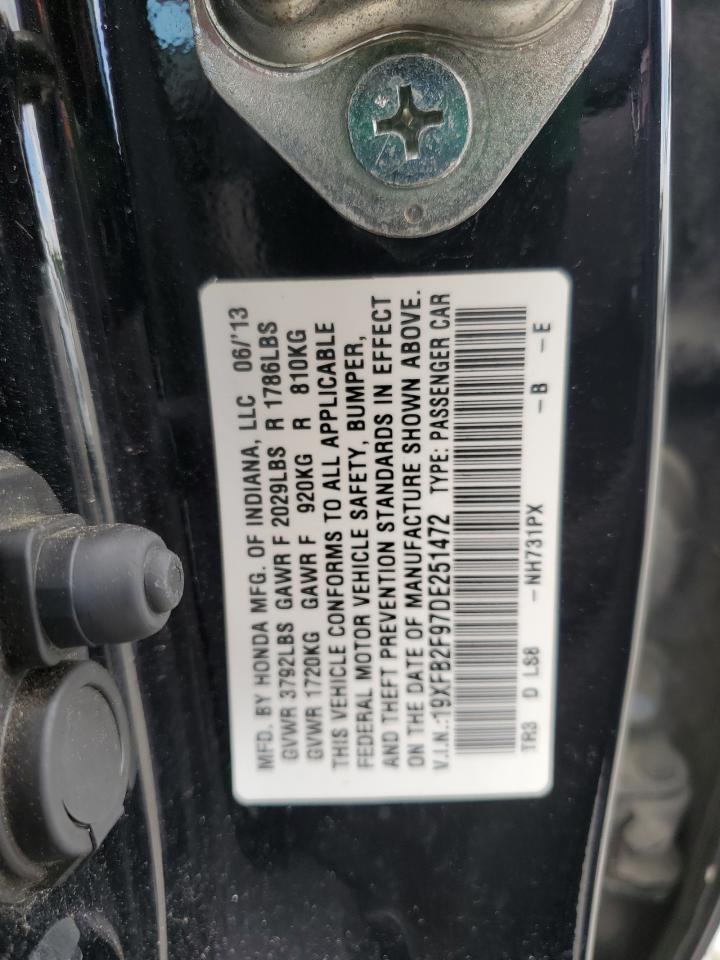 MFD. BY HONDA MFG. OF INDIANA, LLC 06/'13
GVWR 3792LBS GAWR F 2029LBS R 1786LBS
GVWR 1720KG GAWR F 920KG R 810KG
THIS VEHICLE CONFORMS TO ALL APPLICABLE
FEDERAL MOTOR VEHICLE SAFETY, BUMPER,
AND THEFT PREVENTION STANDARDS IN EFFECT
ON THE DATE OF MANUFACTURE SHOWN ABOVE.
V.I.N.:19XFB2F97DE251472 TYPE: PASSENGER CAR
TR3 D LS8 -NH731PX -B -E